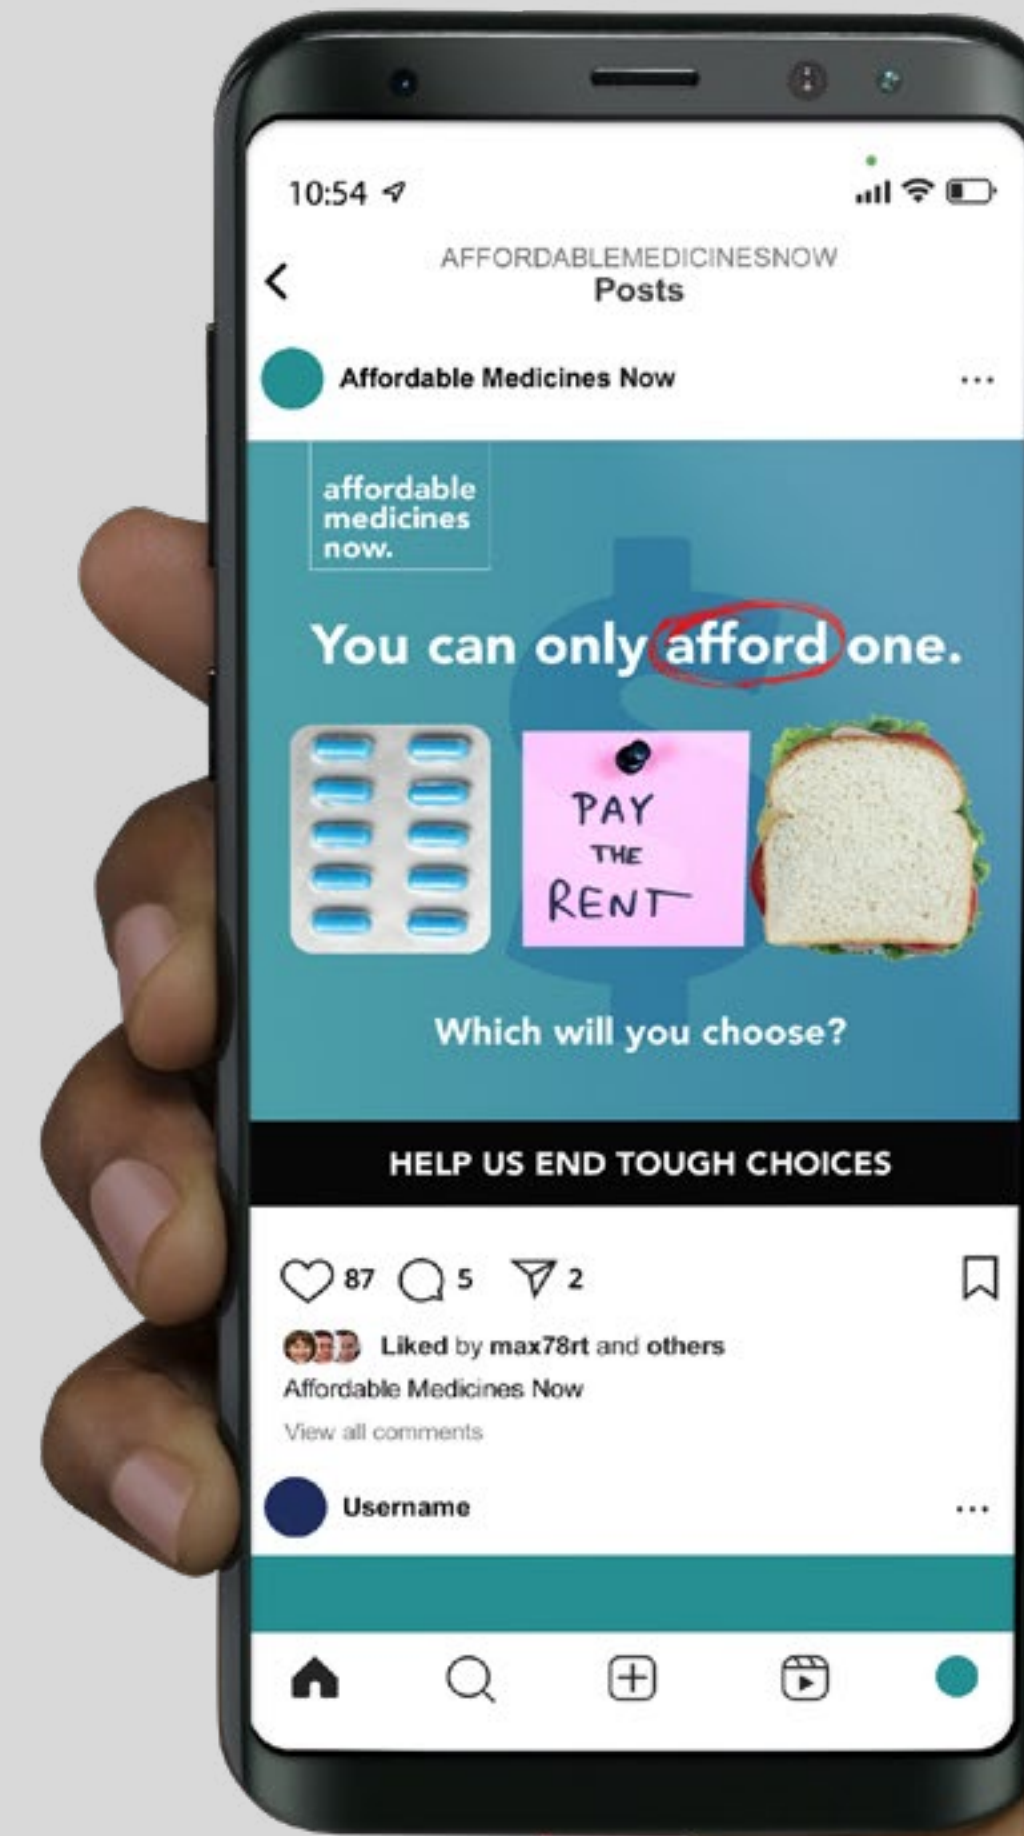 10:54
AFFORDABLEMEDICINESNOW
Posts
Affordable Medicines Now
affordable
medicines
now.
You can only afford one.
PAY
THE
RENT
Which will you choose?
HELP US END TOUGH CHOICES
87 5 2
Liked by max78rt and others
Affordable Medicines Now
View all comments
Username